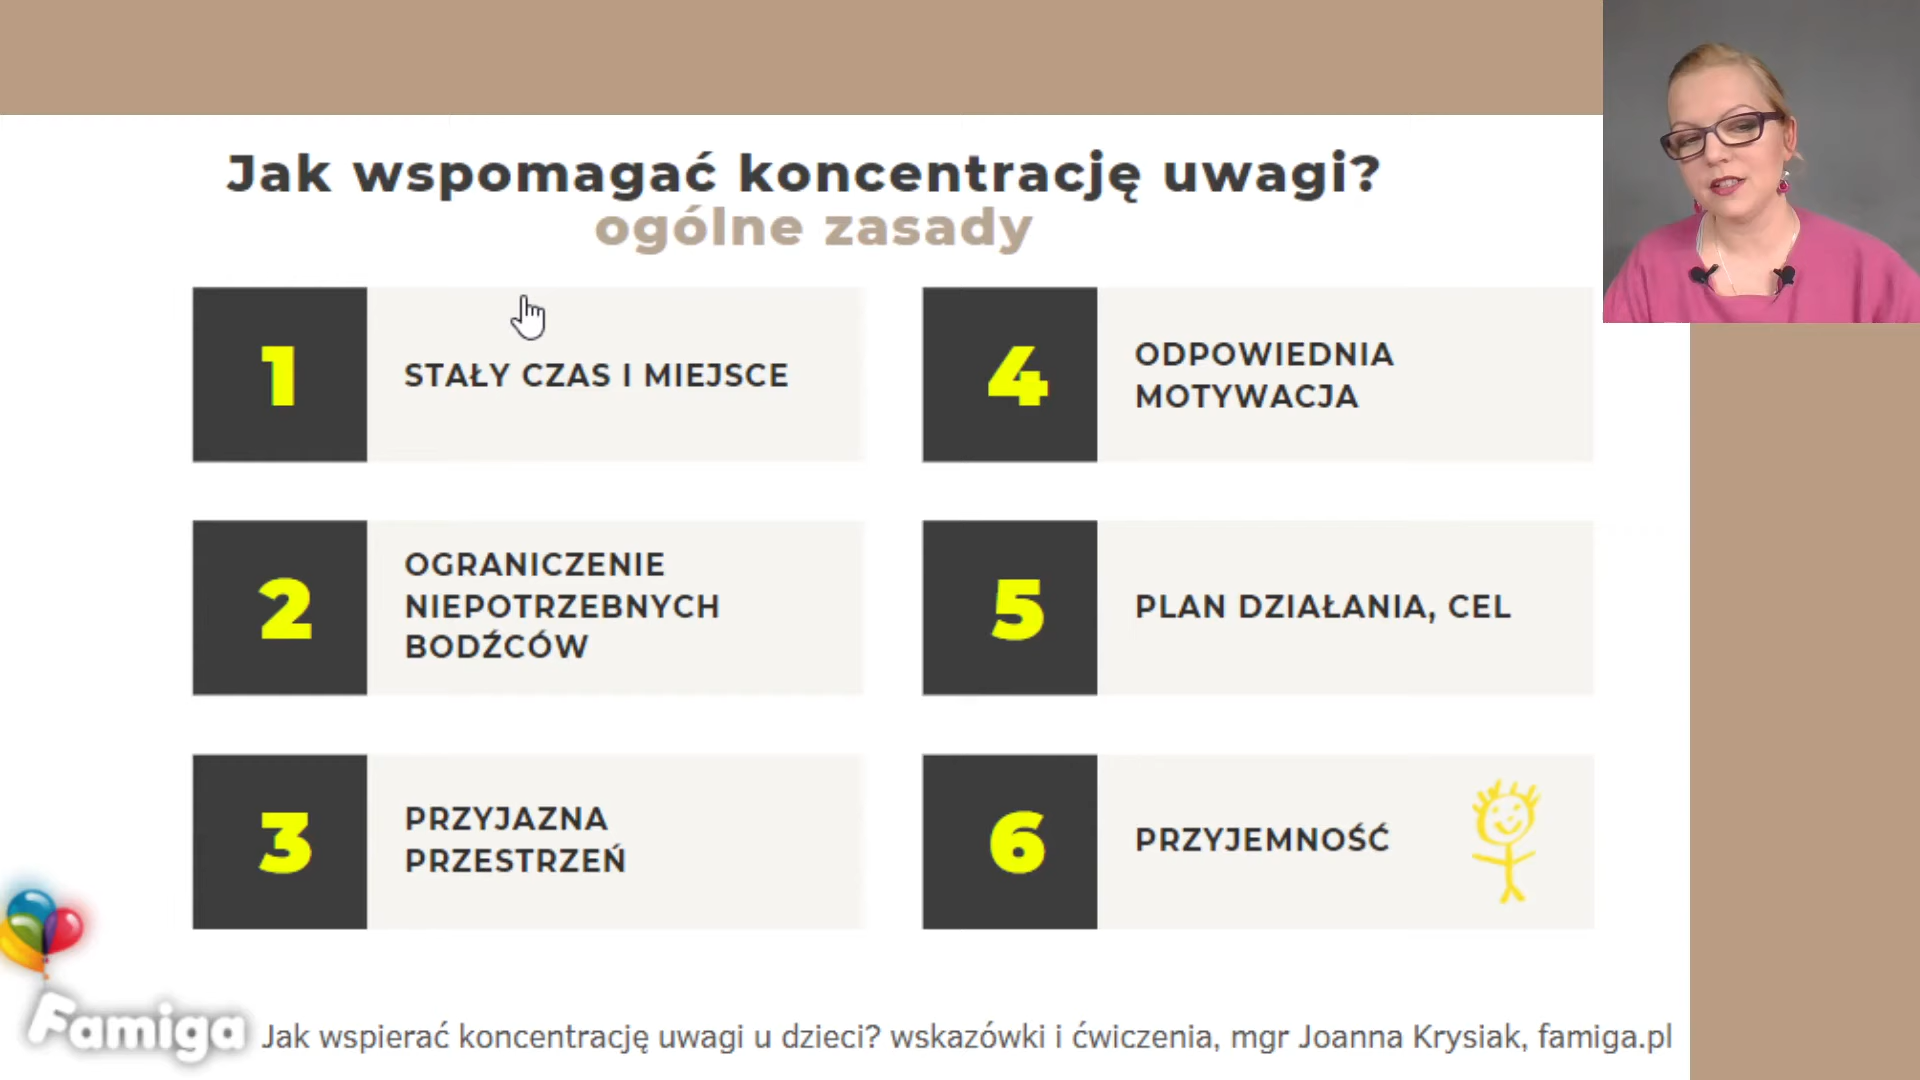 Jak wspomagać koncentrację uwagi?
ogólne zasady
1
STAŁY CZAS I MIEJSCE
2
OGRANICZENIE
NIEPOTRZEBNYCH
BODŹCÓW
3
PRZYJAZNA
PRZESTRZEŃ
4
ODPOWIEDNIA
MOTYWACJA
5
PLAN DZIAŁANIA, CEL
6
PRZYJEMNOŚĆ
Famiga
Jak wspierać koncentrację uwagi u dzieci? wskazówki i ćwiczenia, mgr Joanna Krysiak, famiga.pl